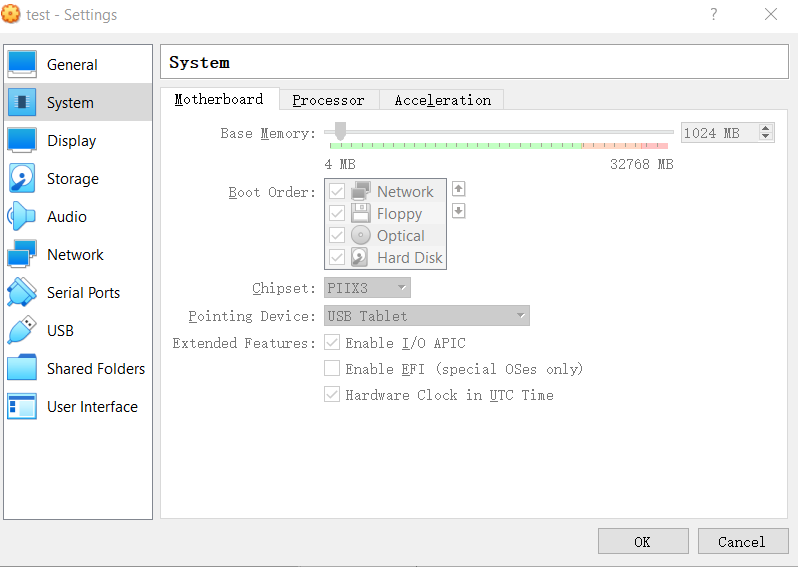 test - Settings
?
General
System
Display
Storage
Audio
Network
Serial Ports
USB
Shared Folders
User Interface
System
Motherboard Processor Acceleration
Base Memory: 1024 MB
4 MB 32768 MB
Boot Order: Network
Floppy
Optical
Hard Disk
Chipset: PIIX3
Pointing Device: USB Tablet
Extended Features: Enable I/O APIC
Enable EFI (special OSes only)
Hardware Clock in UTC Time
OK Cancel